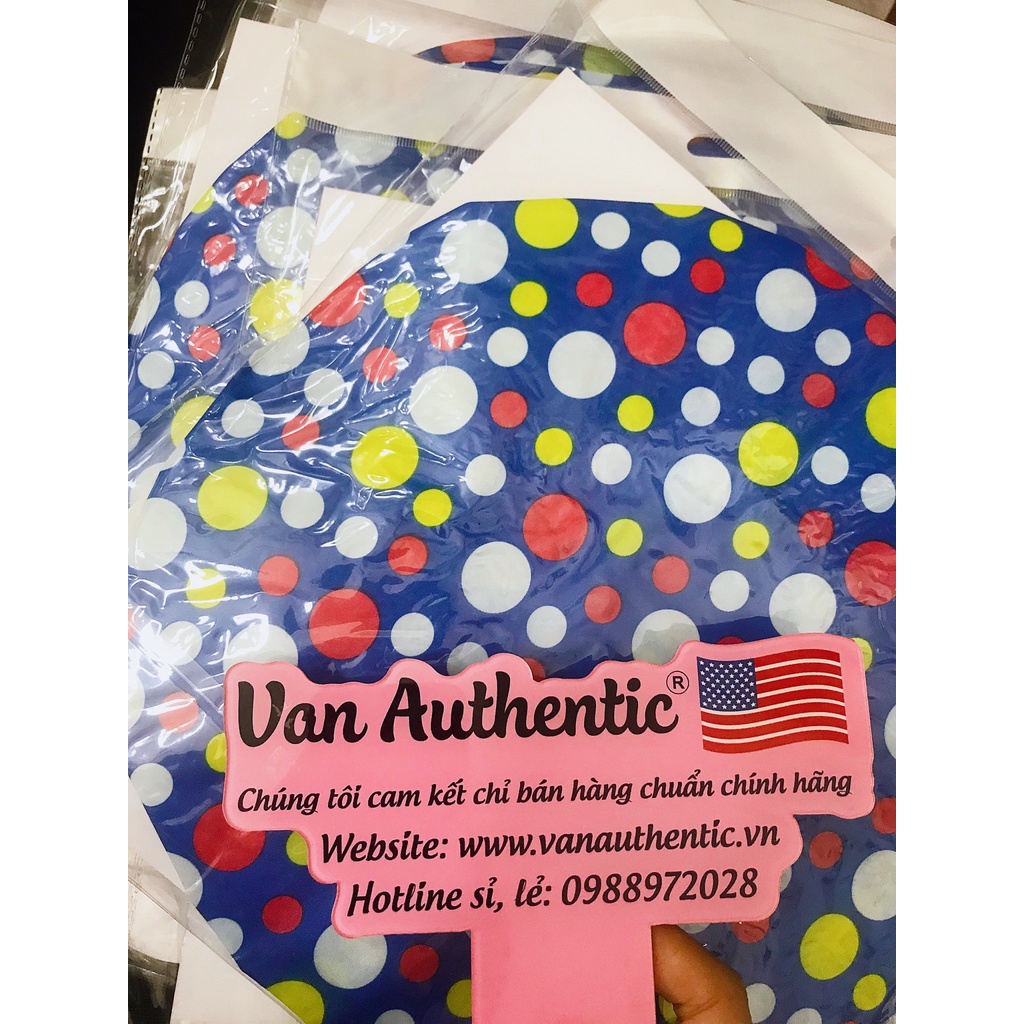 Van Authentic®
Chúng tôi cam kết chỉ bán hàng chuẩn chính hãng
Website: www.vanauthentic.vn
Hotline sỉ, lẻ: 0988972028